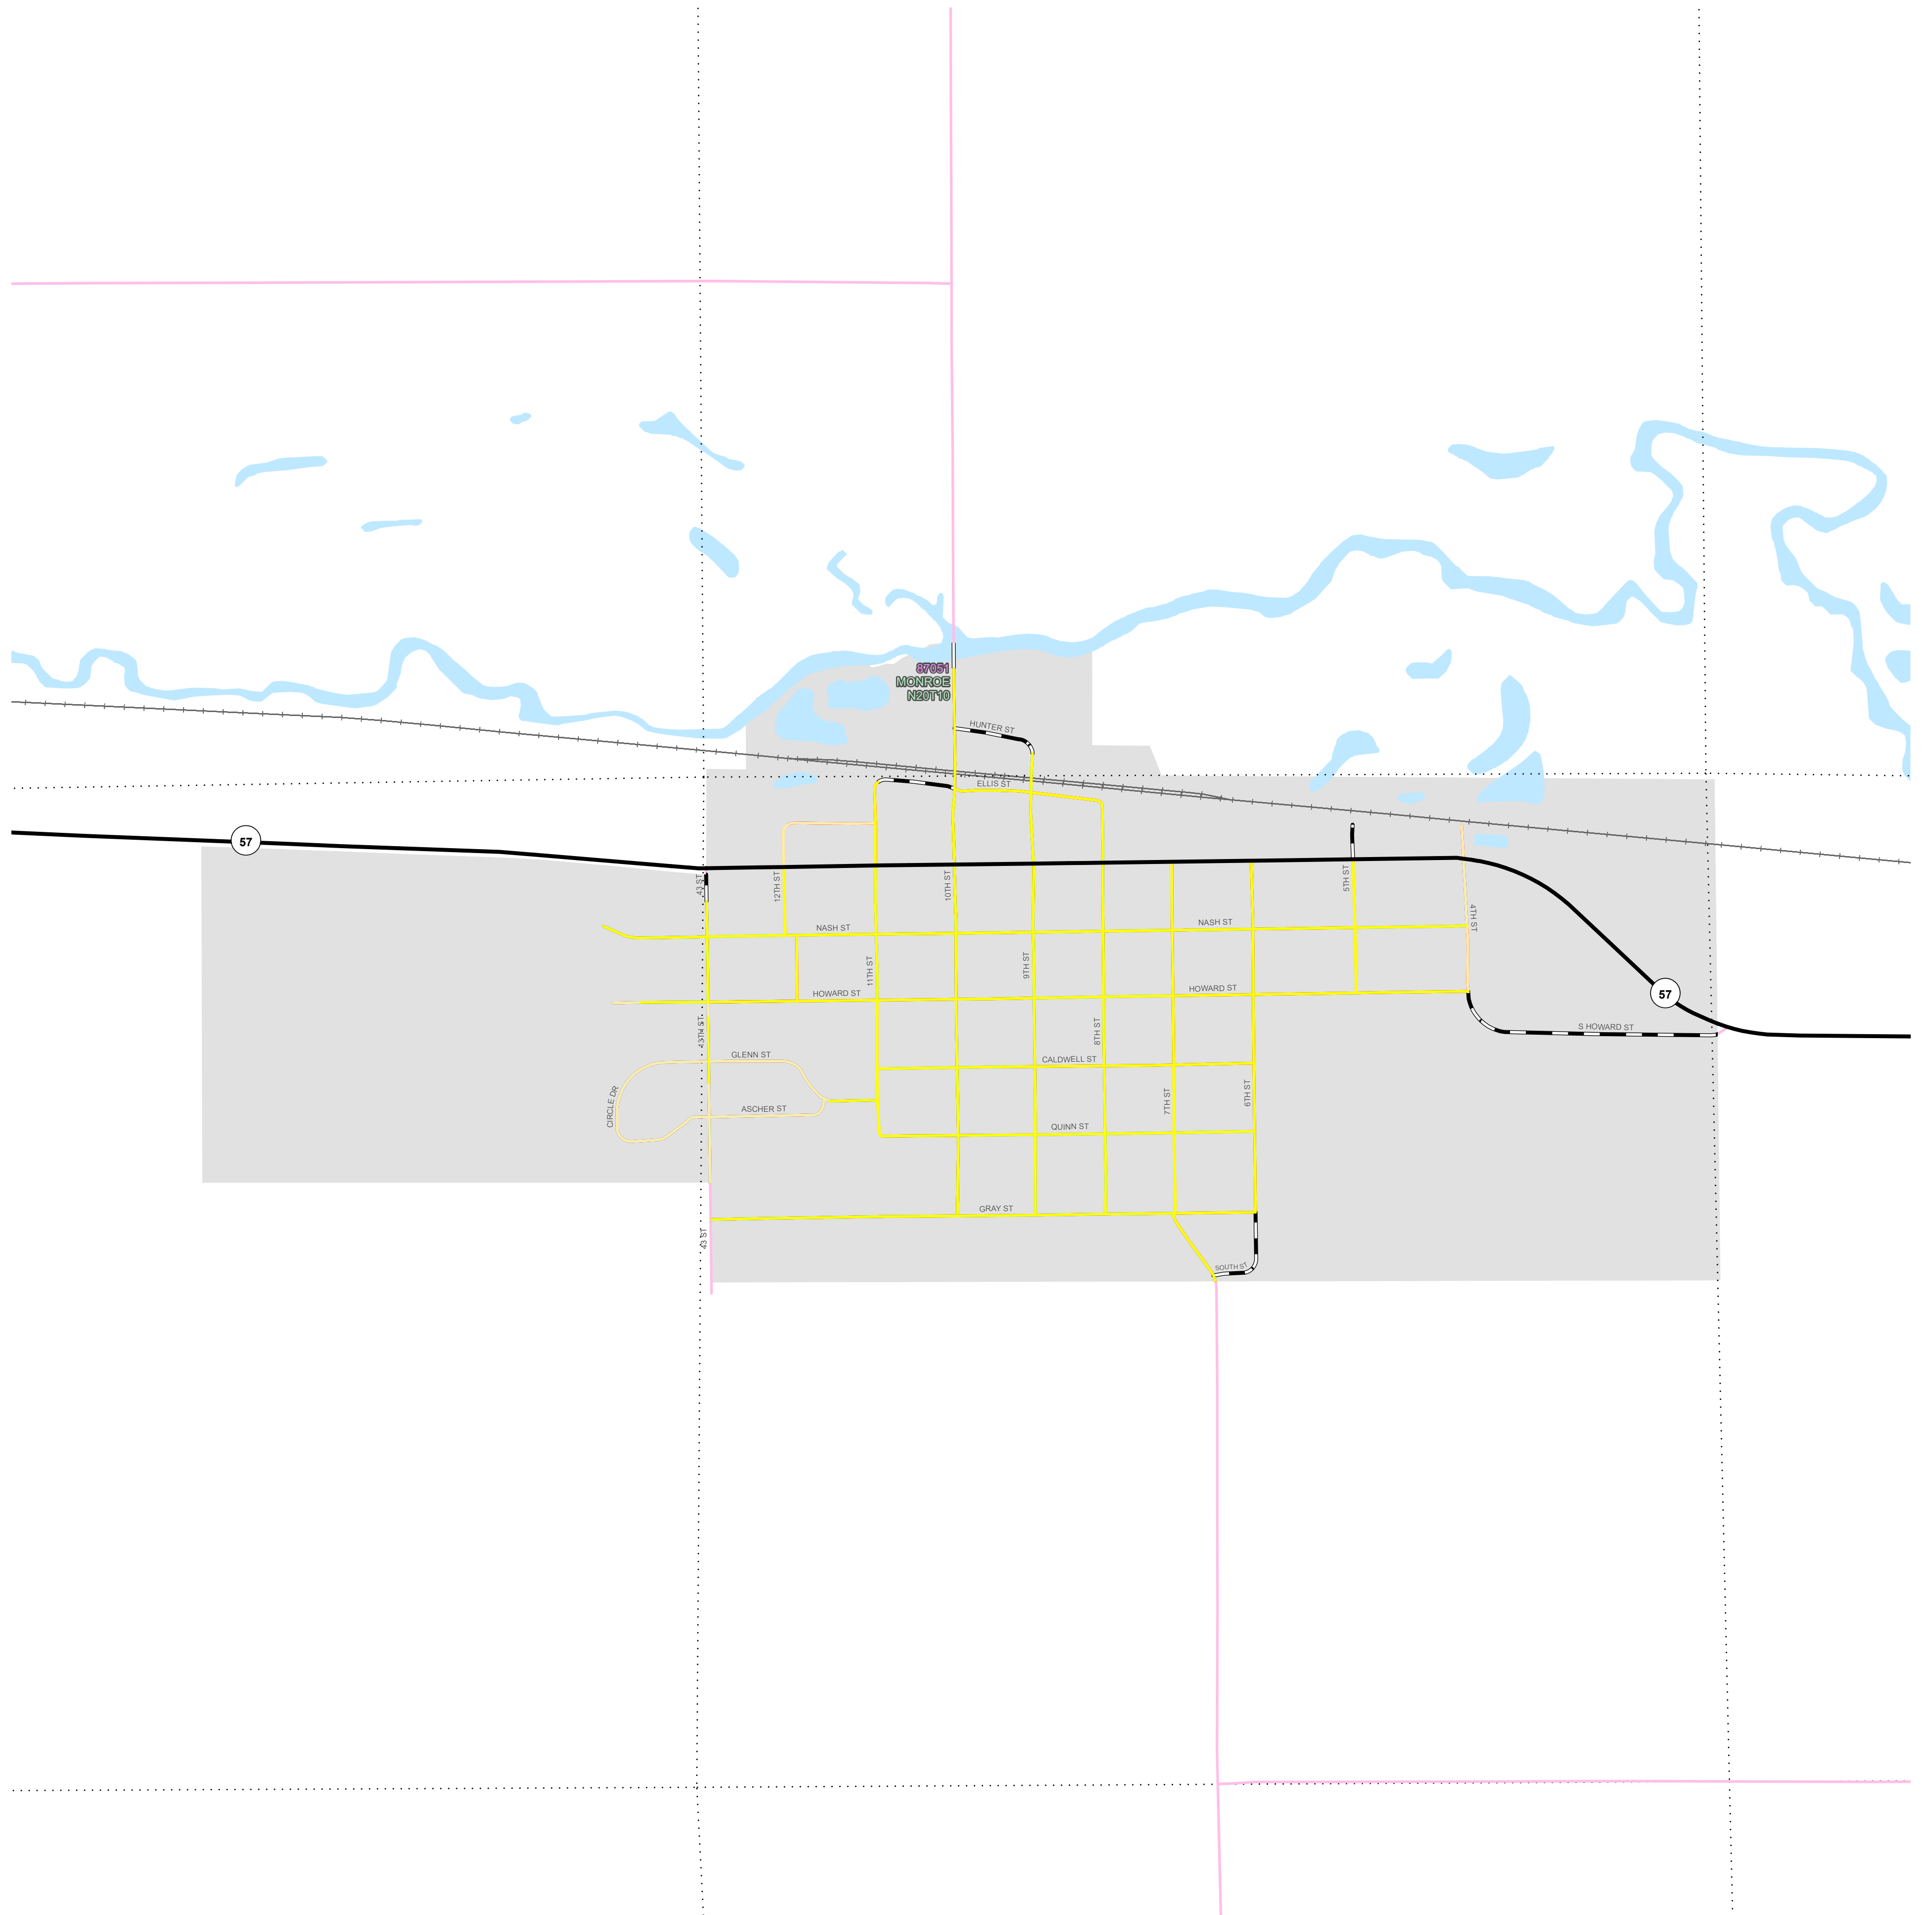 87051
MONROE
N20T10
HUNTER ST
ELLIS ST
57
43 ST
12TH ST
10TH ST
5TH ST
4TH ST
NASH ST
NASH ST
11TH ST
9TH ST
HOWARD ST
HOWARD ST
57
S HOWARD ST
13TH ST
8TH ST
GLENN ST
CALDWELL ST
CIRCLE DR
ASCHER ST
7TH ST
6TH ST
QUINN ST
GRAY ST
43 ST
SOUTH ST